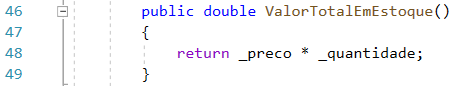 46 public double ValorTotalEmEstoque()
47 {
48 return _preco * _quantidade;
49 }